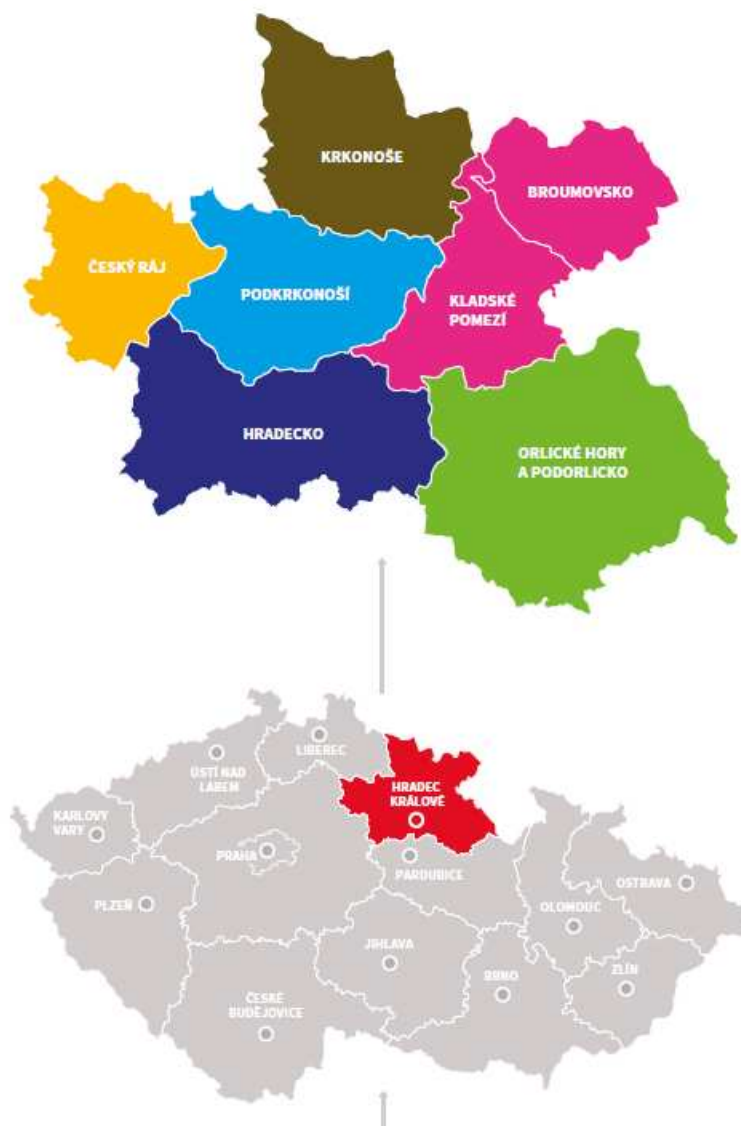 KRKONOŠE
BROUMOVSKO
ČESKÝ RÁJ
PODKRKONOŠÍ
KLADSKÉ
POMEZÍ
HRADECKO
ORLICKÉ HORY
A PODORLICKO
LIBEREC
ÚSTÍ NAD
LABEM
HRADEC
KRÁLOVÉ
KARLOVY
VARY
PRAHA
PARDUBICE
OSTRAVA
PLZEŇ
OLOMOUC
JIHLAVA
BRNO
ZLÍN
ČESKÉ
BUDĚJOVICE